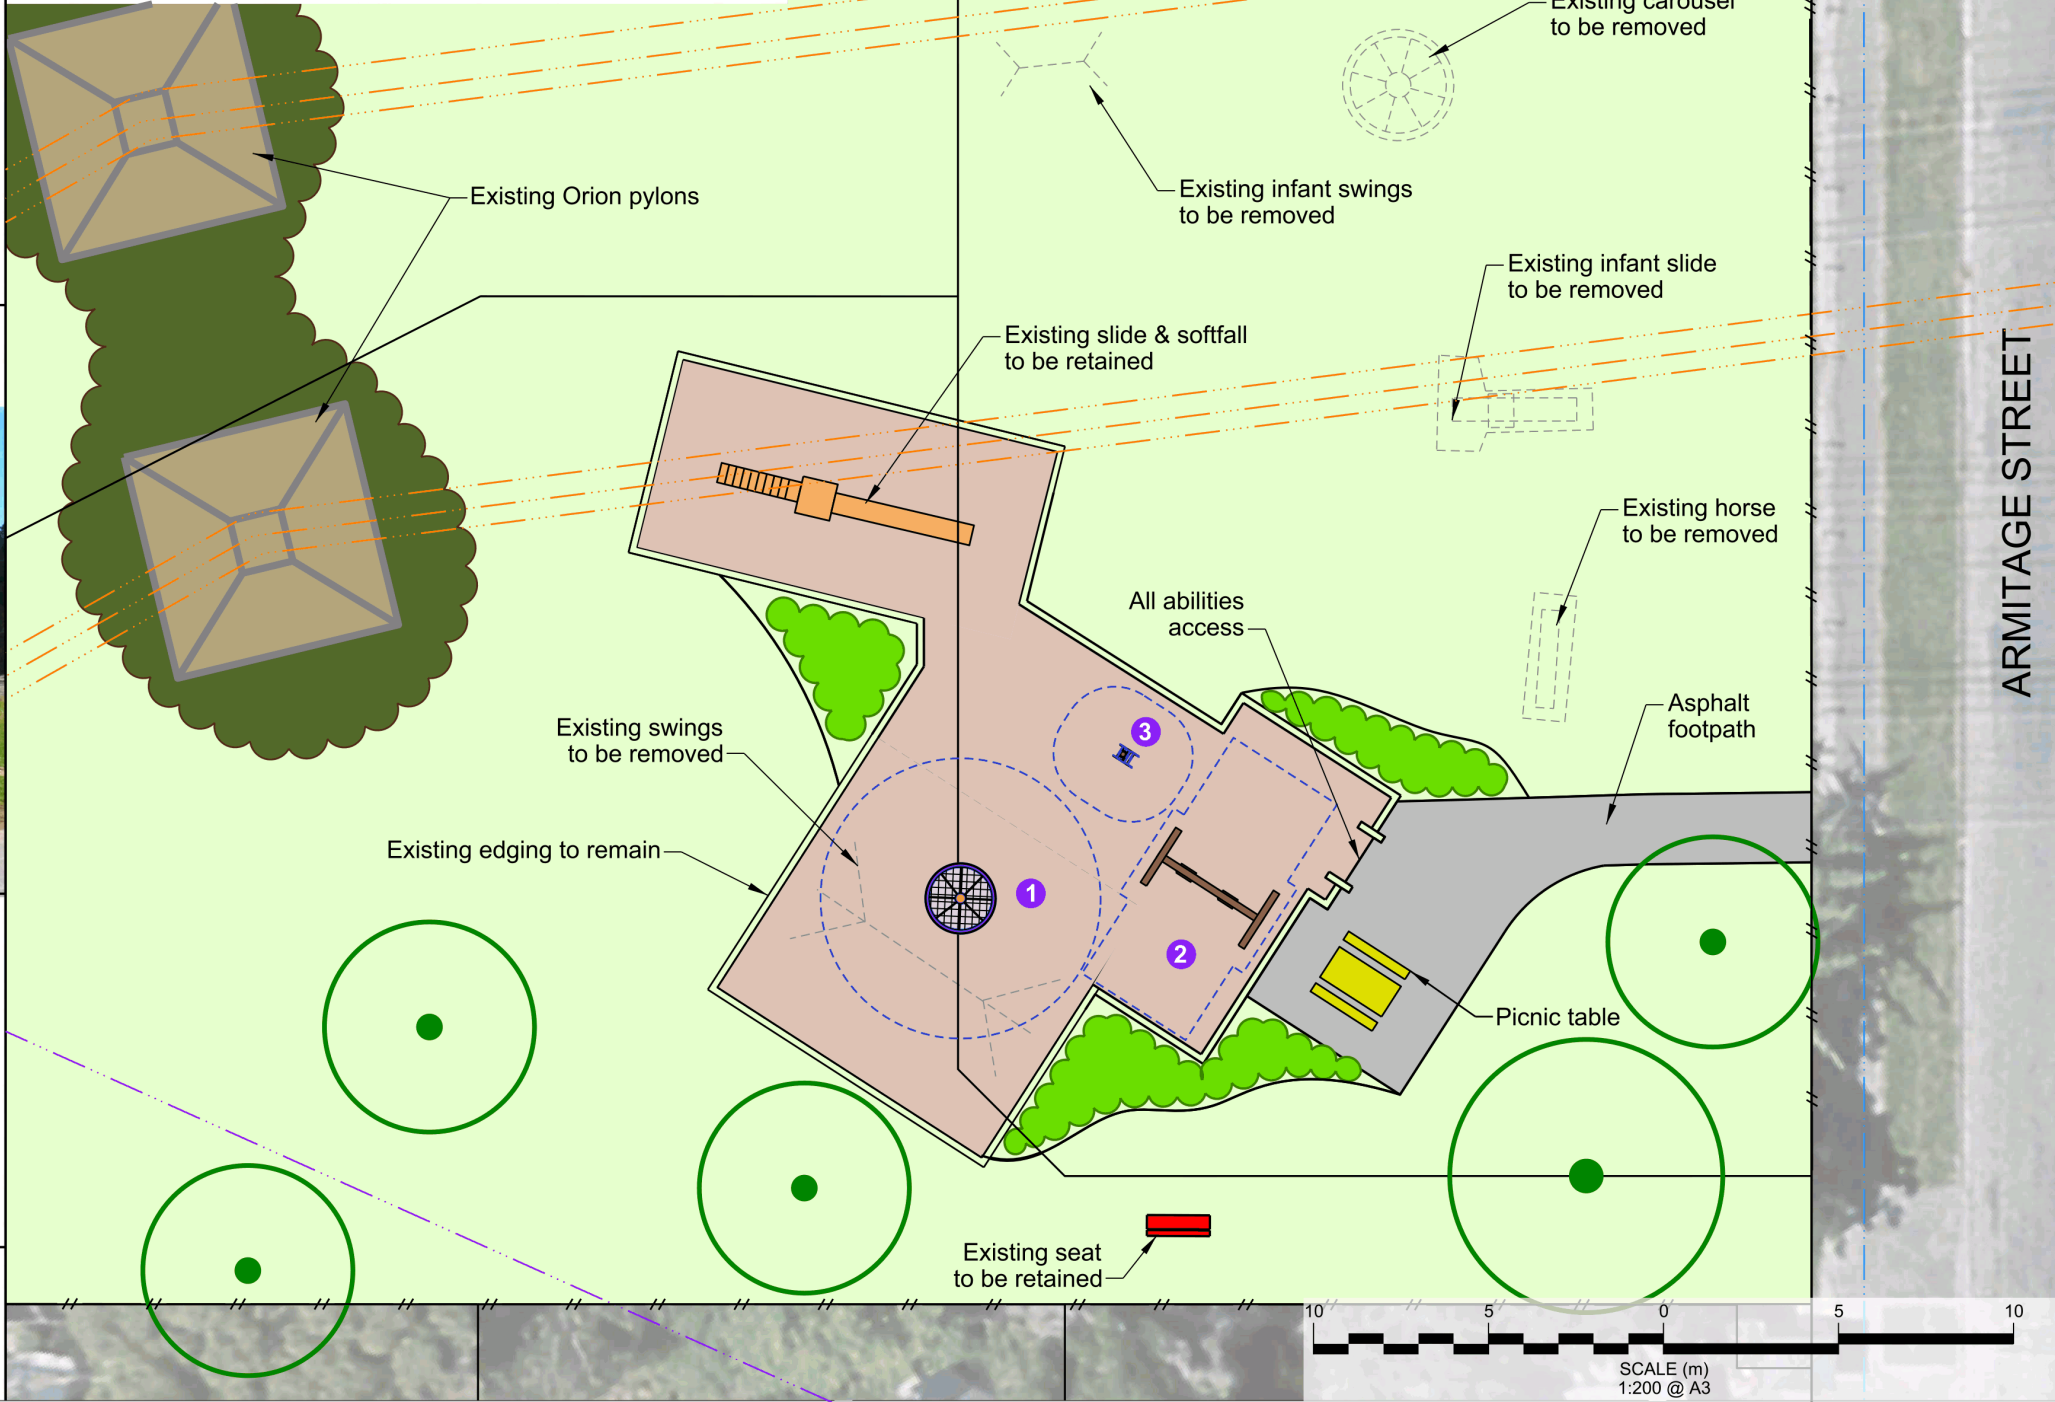 Existing carousel
to be removed
Existing infant swings
to be removed
Existing Orion pylons
Existing infant slide
to be removed
Existing slide & softfall
to be retained
ARMITAGE STREET
Existing horse
to be removed
All abilities
access
Asphalt
footpath
Existing swings
to be removed
3
Existing edging to remain
1
2
Picnic table
Existing seat
to be retained
10 5 0 5 10
SCALE (m)
1:200 @ A3